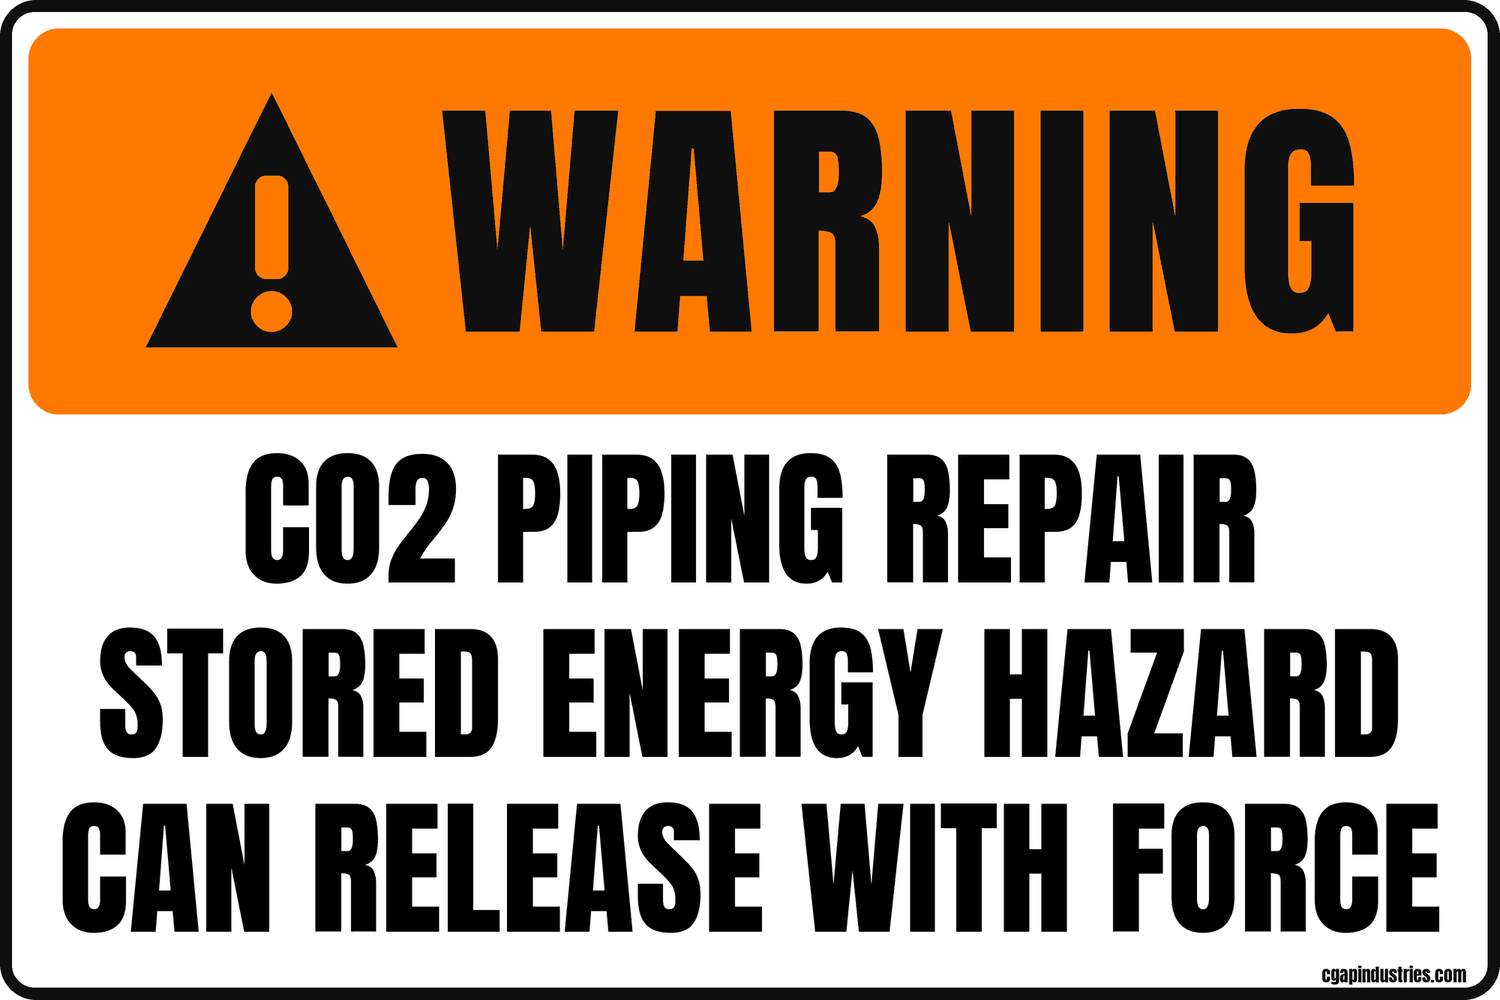 WARNING
CO2 PIPING REPAIR
STORED ENERGY HAZARD
CAN RELEASE WITH FORCE
cgapindustries.com